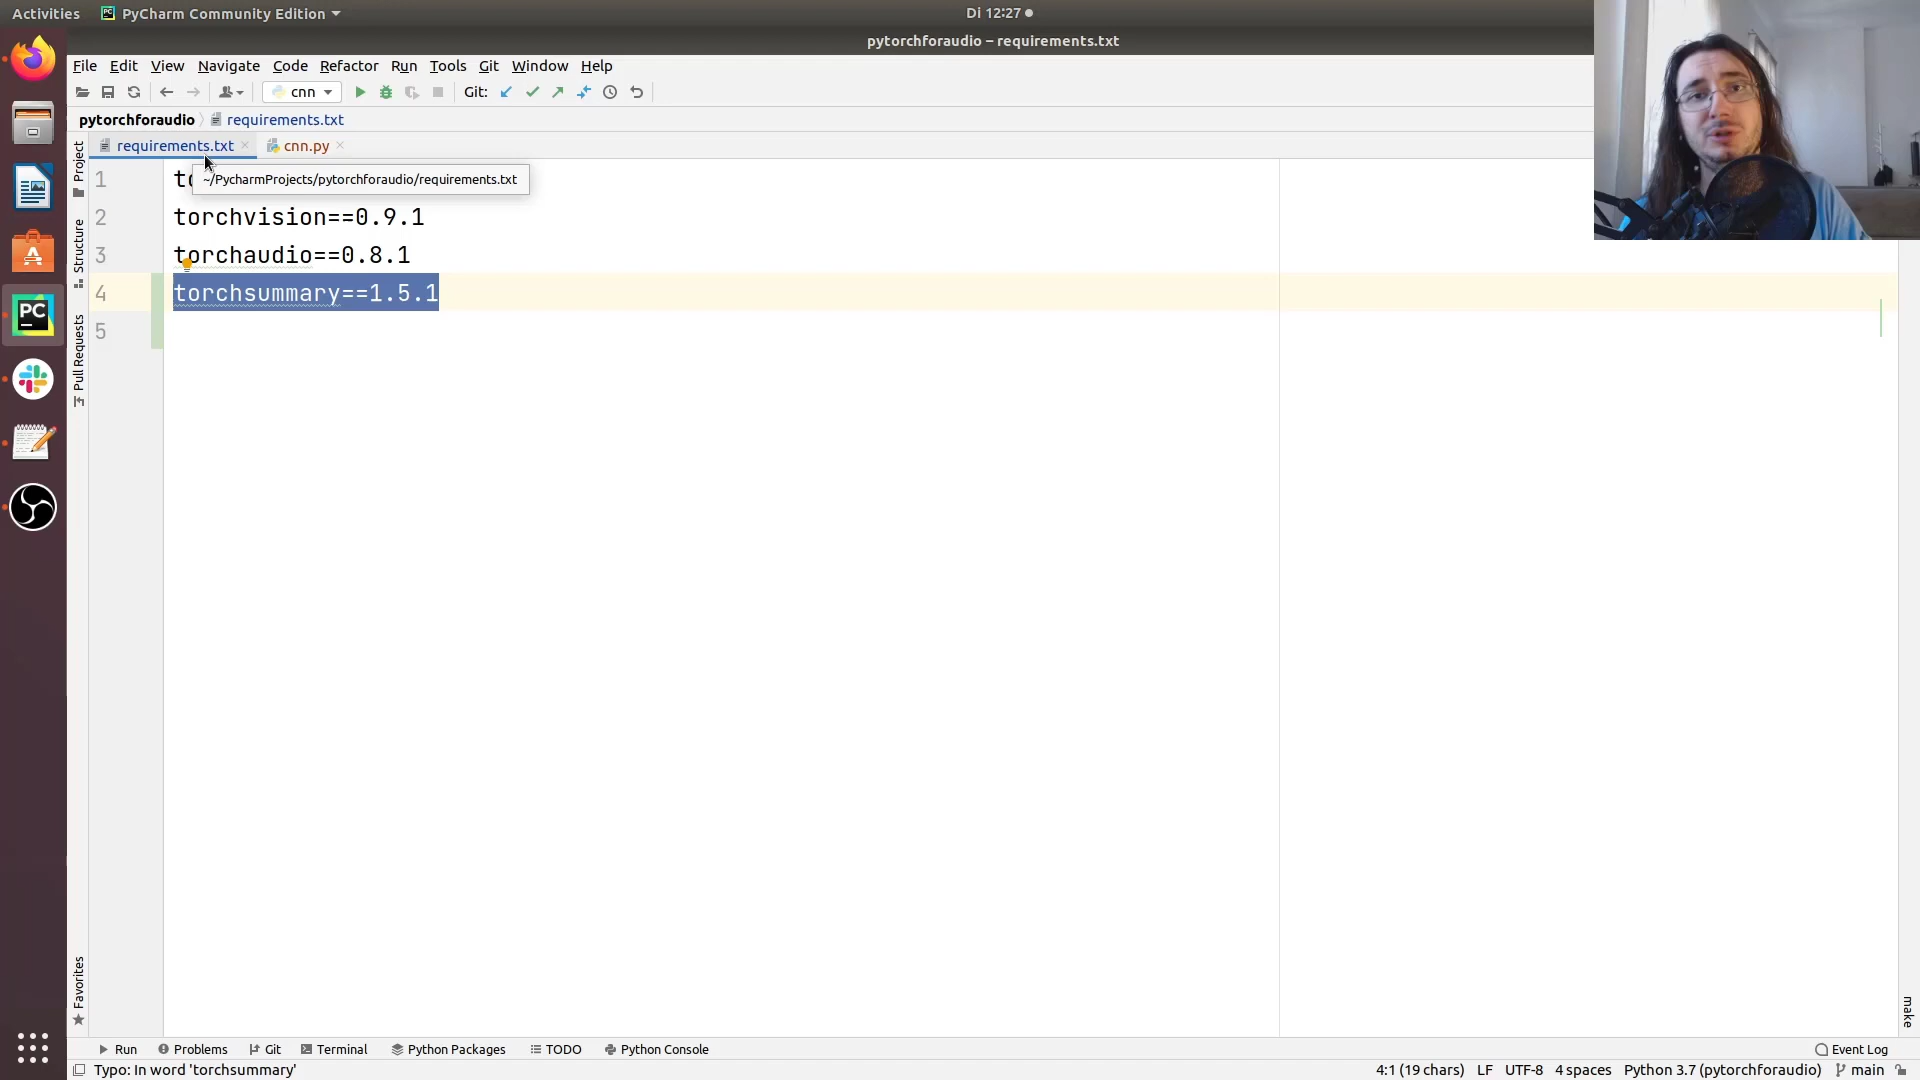 Activities
PyCharm Community Edition
Di 12:27
pytorchforaudio – requirements.txt
File Edit View Navigate Code Refactor Run Tools Git Window Help
cnn
Git:
pytorchforaudio
requirements.txt
requirements.txt
cnn.py
1
~/PycharmProjects/pytorchforaudio/requirements.txt
2 torchvision==0.9.1
3 torchaudio==0.8.1
4 torchsummary==1.5.1
5
Project
Structure
Pull Requests
Favorites
make
PC
Run
Problems
Git
Terminal
Python Packages
TODO
Python Console
Event Log
Typo: In word 'torchsummary'
4:1 (19 chars)
LF
UTF-8
4 spaces
Python 3.7 (pytorchforaudio)
main